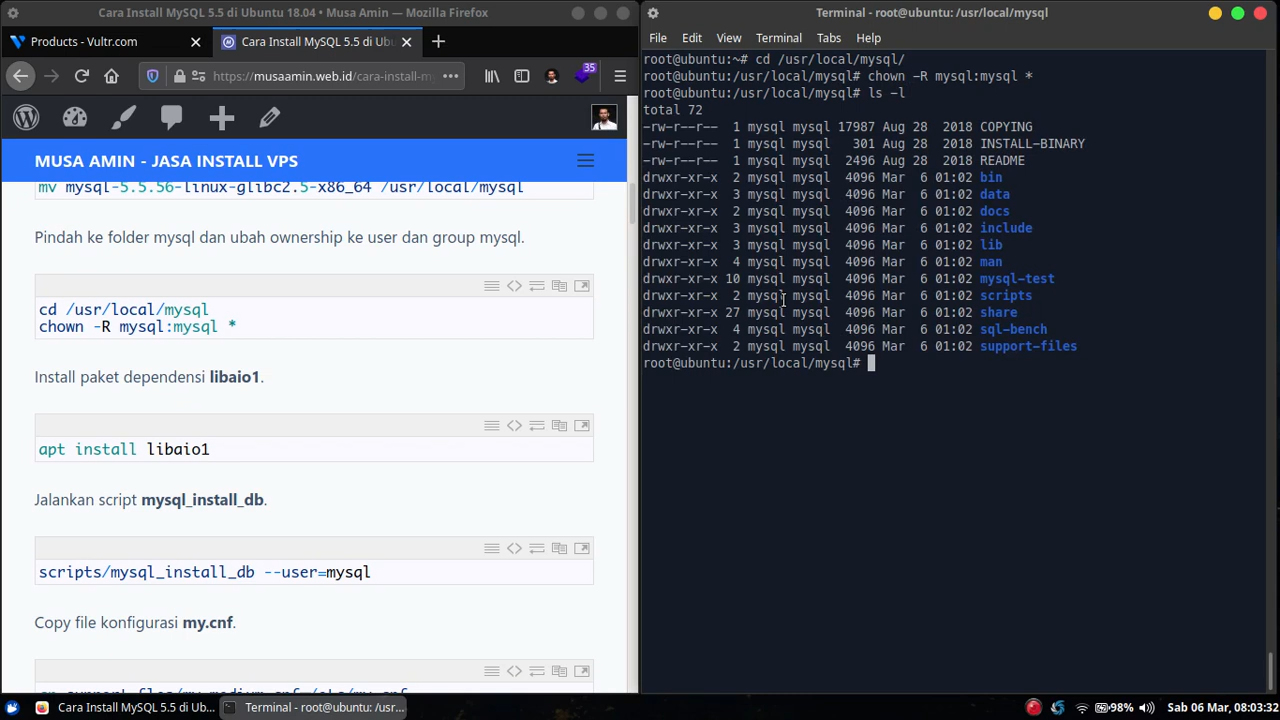 Cara Install MySQL 5.5 di Ubuntu 18.04 • Musa Amin — Mozilla Firefox
Products - Vultr.com
Cara Install MySQL 5.5 di Ubu
https://musaamin.web.id/cara-install-m
35
MUSA AMIN - JASA INSTALL VPS
mv mysql-5.5.56-linux-glibc2.5-x86_64 /usr/local/mysql
Pindah ke folder mysql dan ubah ownership ke user dan group mysql.
cd /usr/local/mysql
chown -R mysql:mysql *
Install paket dependensi libaio1.
apt install libaio1
Jalankan script mysql_install_db.
scripts/mysql_install_db --user=mysql
Copy file konfigurasi my.cnf.
cp support-files/my-medium.cnf /etc/my.cnf
Terminal - root@ubuntu: /usr/local/mysql
File Edit View Terminal Tabs Help
root@ubuntu:~# cd /usr/local/mysql/
root@ubuntu:/usr/local/mysql# chown -R mysql:mysql *
root@ubuntu:/usr/local/mysql# ls -l
total 72
-rw-r--r-- 1 mysql mysql 17987 Aug 28 2018 COPYING
-rw-r--r-- 1 mysql mysql 301 Aug 28 2018 INSTALL-BINARY
-rw-r--r-- 1 mysql mysql 2496 Aug 28 2018 README
drwxr-xr-x 2 mysql mysql 4096 Mar 6 01:02 bin
drwxr-xr-x 3 mysql mysql 4096 Mar 6 01:02 data
drwxr-xr-x 2 mysql mysql 4096 Mar 6 01:02 docs
drwxr-xr-x 3 mysql mysql 4096 Mar 6 01:02 include
drwxr-xr-x 3 mysql mysql 4096 Mar 6 01:02 lib
drwxr-xr-x 4 mysql mysql 4096 Mar 6 01:02 man
drwxr-xr-x 10 mysql mysql 4096 Mar 6 01:02 mysql-test
drwxr-xr-x 2 mysql mysql 4096 Mar 6 01:02 scripts
drwxr-xr-x 27 mysql mysql 4096 Mar 6 01:02 share
drwxr-xr-x 4 mysql mysql 4096 Mar 6 01:02 sql-bench
drwxr-xr-x 2 mysql mysql 4096 Mar 6 01:02 support-files
root@ubuntu:/usr/local/mysql#
Cara Install MySQL 5.5 di Ub...
Terminal - root@ubuntu: /usr...
98%
Sab 06 Mar, 08:03:32